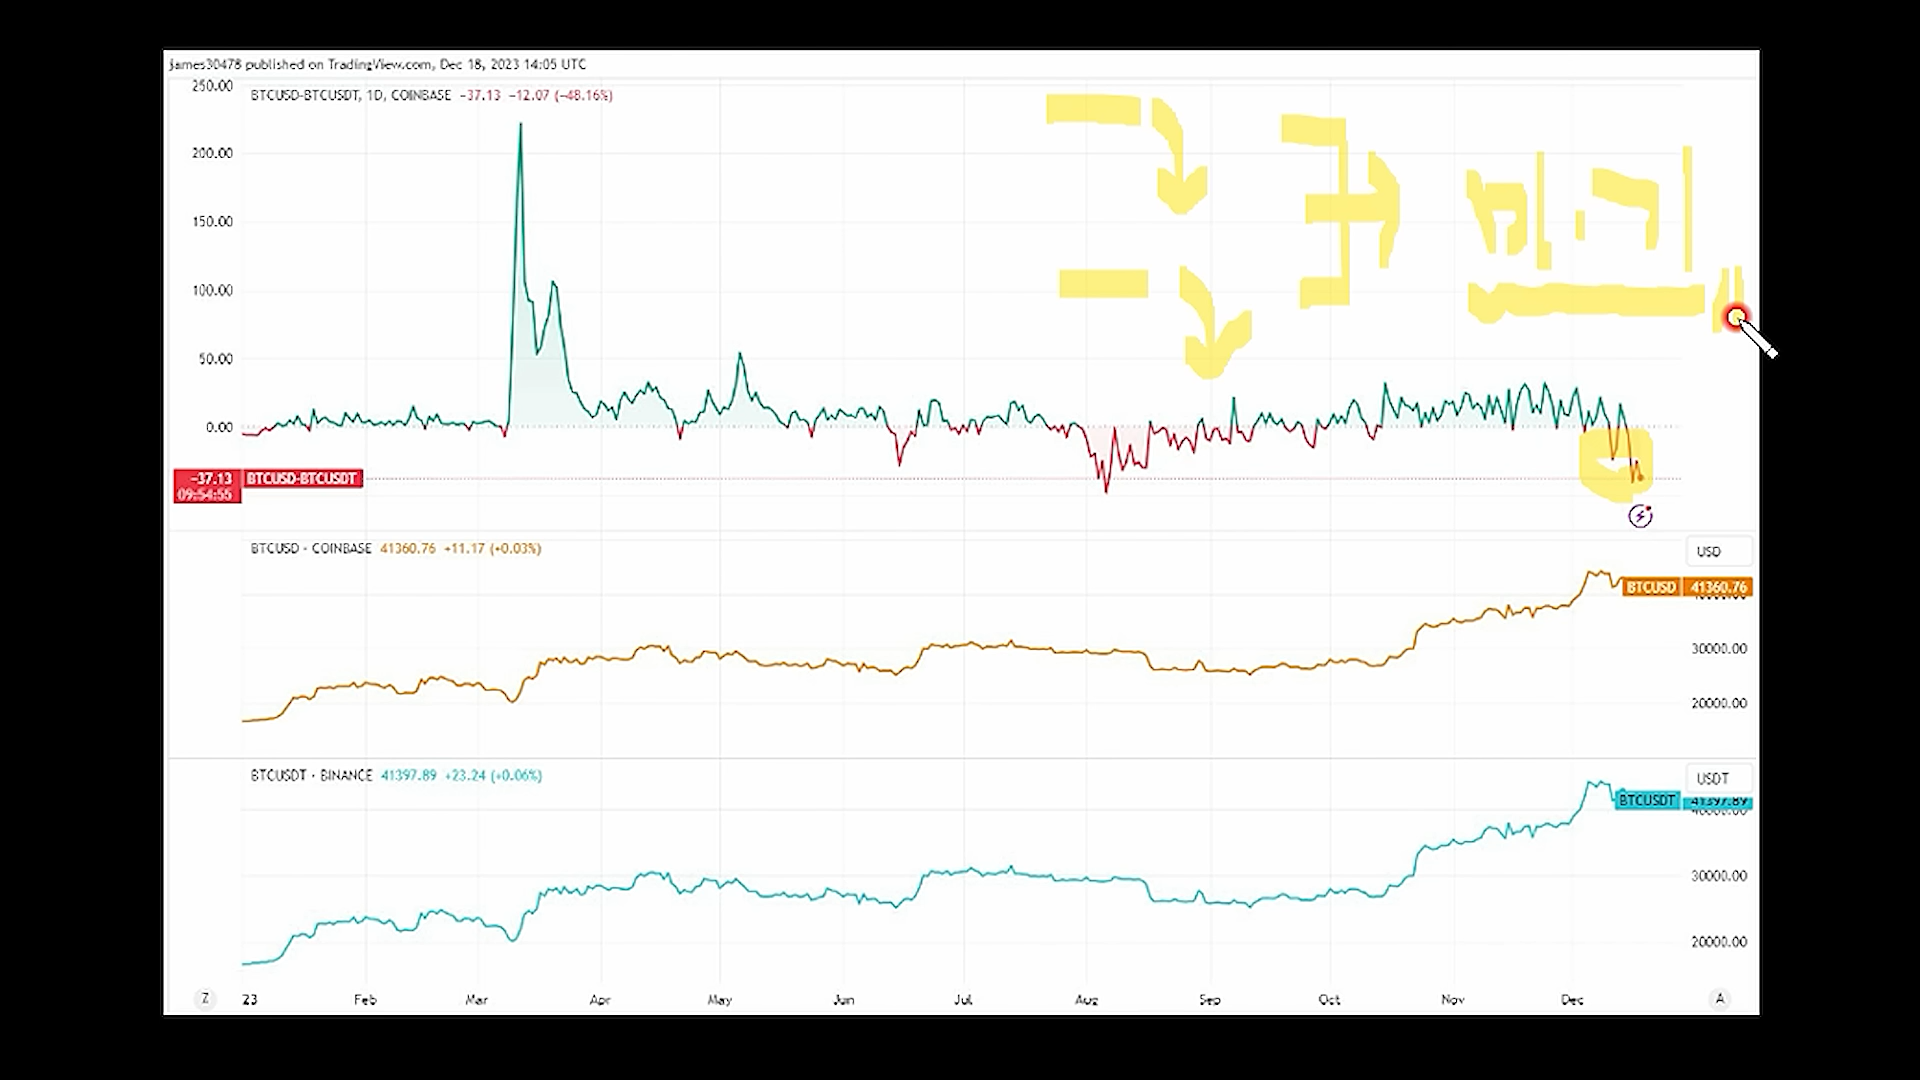 james30478 published on TradingView.com, Dec 18, 2023 14:05 UTC
BTCUSD-BTCUSDT, 1D, COINBASE −37.13 −12.07 (−48.16%)
250.00
200.00
150.00
100.00
50.00
0.00
−37.13 BTCUSD-BTCUSDT
09:54:55
BTCUSD · COINBASE 41360.76 +11.17 (+0.03%)
USD
BTCUSD 41360.76
30000.00
20000.00
BTCUSDT · BINANCE 41397.89 +23.24 (+0.06%)
USDT
BTCUSDT 41397.89
40000.00
30000.00
20000.00
Z 23 Feb Mar Apr May Jun Jul Aug Sep Oct Nov Dec A